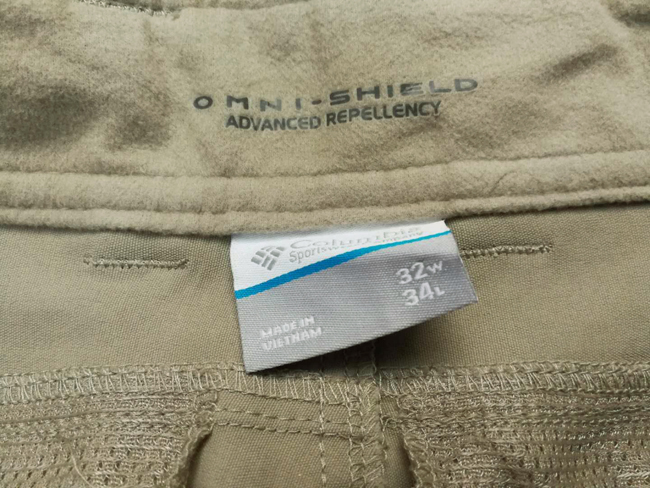 OMNI-SHIELD
ADVANCED REPELLENCY
Columbia
Sportswear Company
32W
34L
MADE IN
VIETNAM